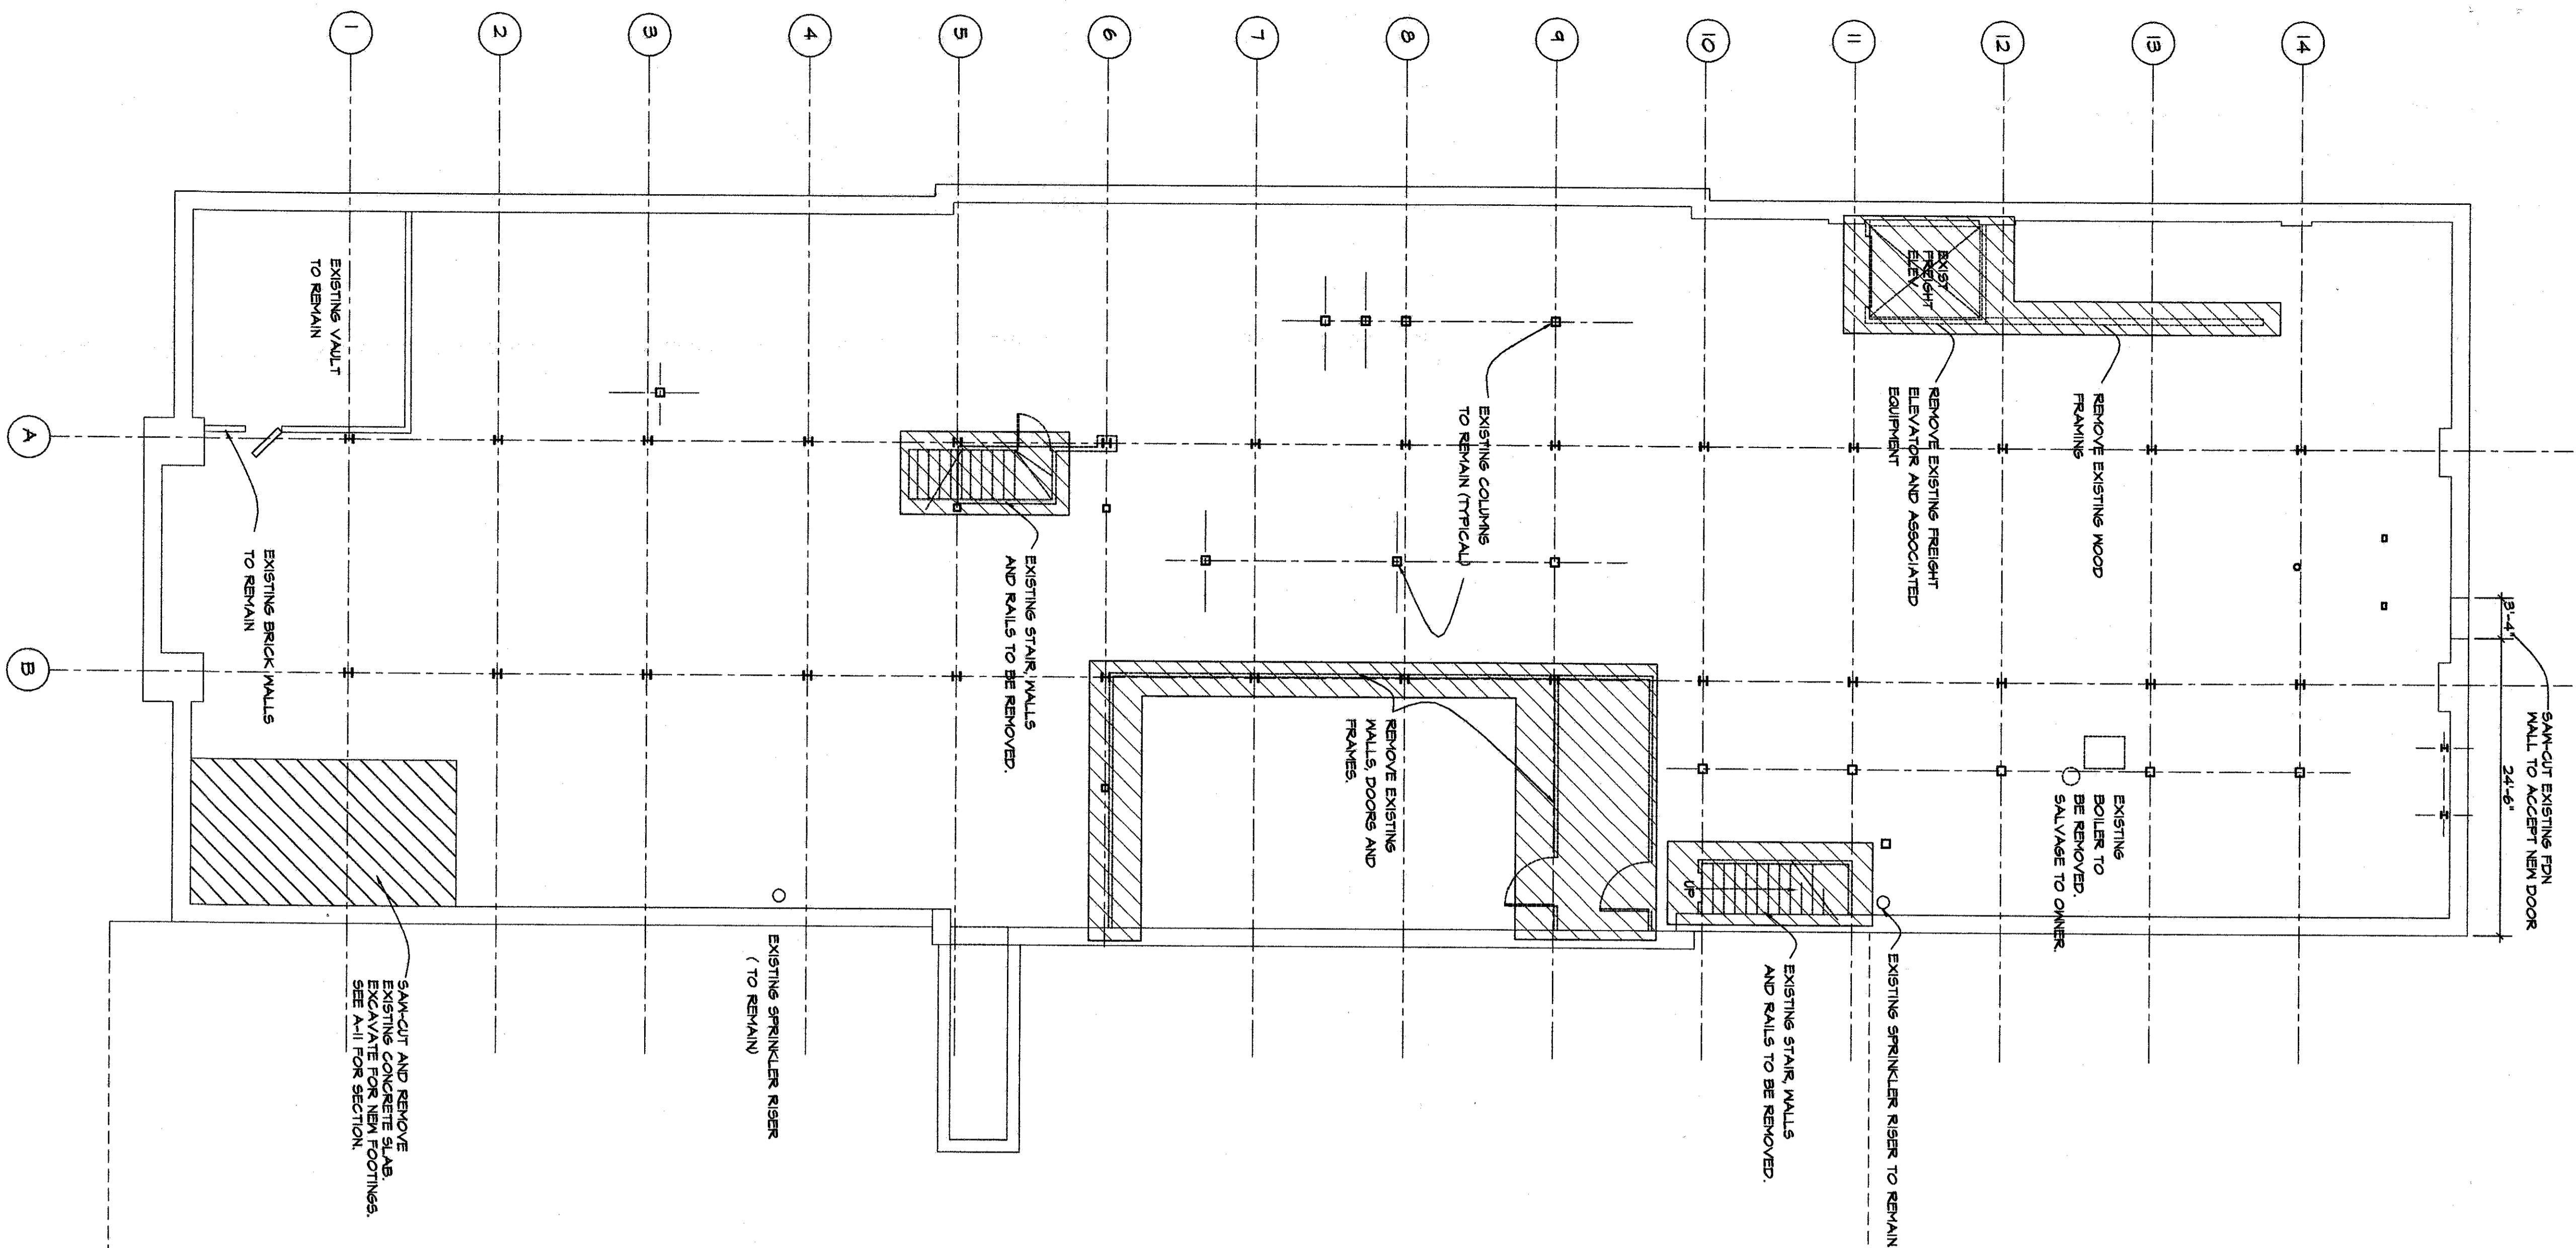 1
2
3
4
5
6
7
8
9
10
11
12
13
14
A
B
EXISTING VAULT
TO REMAIN
EXISTING BRICK WALLS
TO REMAIN
SAW-CUT AND REMOVE
EXISTING CONCRETE SLAB.
EXCAVATE FOR NEW FOOTINGS.
SEE A-11 FOR SECTION.
EXISTING SPRINKLER RISER
( TO REMAIN)
EXISTING STAIR, WALLS
AND RAILS TO BE REMOVED.
EXISTING COLUMNS
TO REMAIN (TYPICAL)
REMOVE EXISTING
WALLS, DOORS AND
FRAMES.
EXIST
FREIGHT
ELEV
REMOVE EXISTING FREIGHT
ELEVATOR AND ASSOCIATED
EQUIPMENT
REMOVE EXISTING WOOD
FRAMING
UP
EXISTING STAIR, WALLS
AND RAILS TO BE REMOVED.
EXISTING SPRINKLER RISER TO REMAIN
EXISTING
BOILER TO
BE REMOVED.
SALVAGE TO OWNER.
3'-4"
24'-6"
SAW-CUT EXISTING FDN
WALL TO ACCEPT NEW DOOR